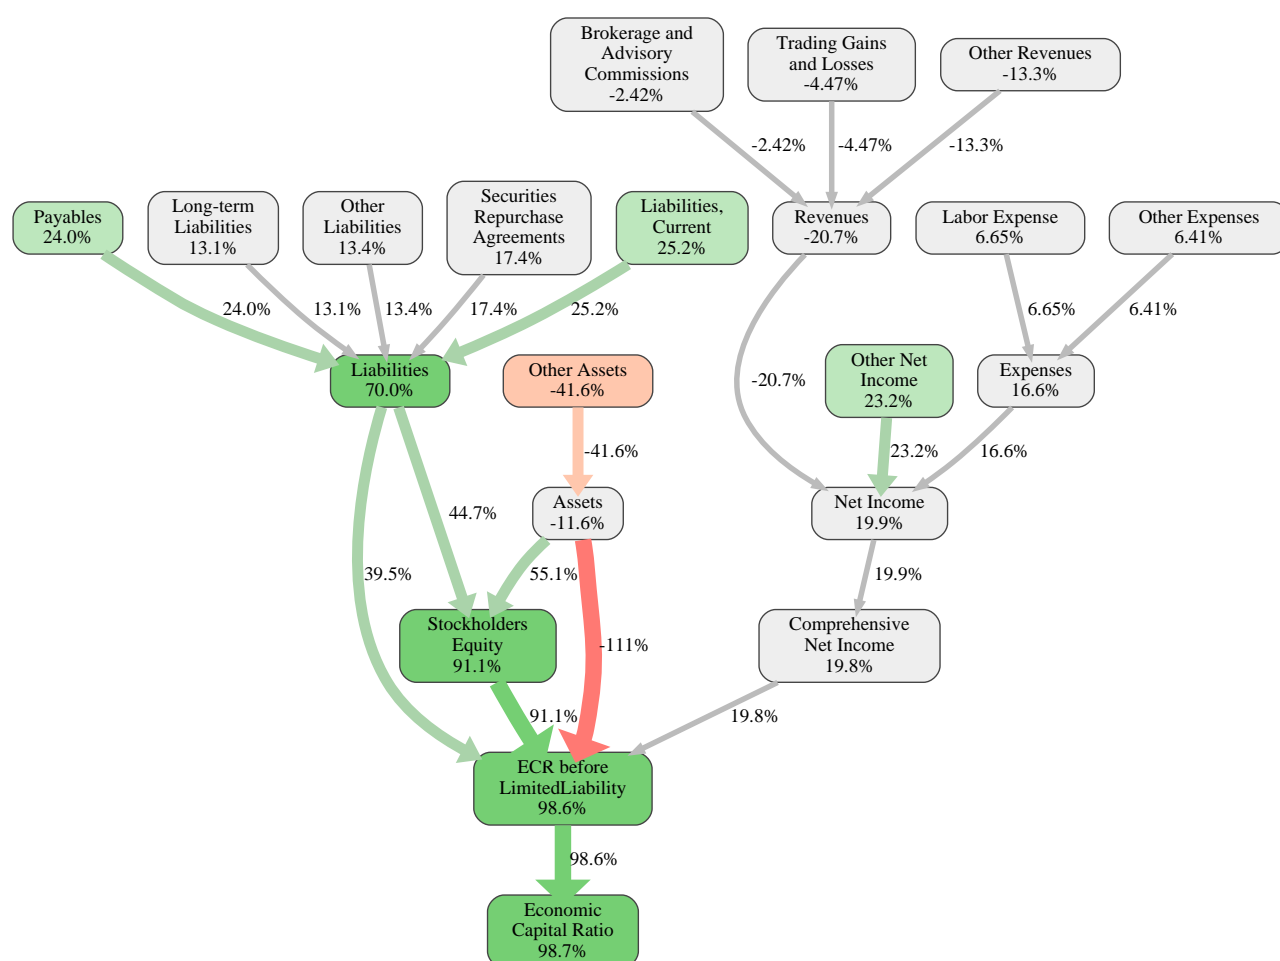 Brokerage and
Advisory
Commissions
-2.42%
Trading Gains
and Losses
-4.47%
Other Revenues
-13.3%
-2.42%
-4.47%
-13.3%
Payables
24.0%
Long-term
Liabilities
13.1%
Other
Liabilities
13.4%
Securities
Repurchase
Agreements
17.4%
Liabilities,
Current
25.2%
Revenues
-20.7%
Labor Expense
6.65%
Other Expenses
6.41%
24.0%
13.1%
13.4%
17.4%
25.2%
6.65%
6.41%
Liabilities
70.0%
Other Assets
-41.6%
-20.7%
Other Net
Income
23.2%
Expenses
16.6%
-41.6%
23.2%
16.6%
44.7%
Assets
-11.6%
Net Income
19.9%
39.5%
55.1%
19.9%
Stockholders
Equity
91.1%
-111%
Comprehensive
Net Income
19.8%
91.1%
19.8%
ECR before
LimitedLiability
98.6%
98.6%
Economic
Capital Ratio
98.7%